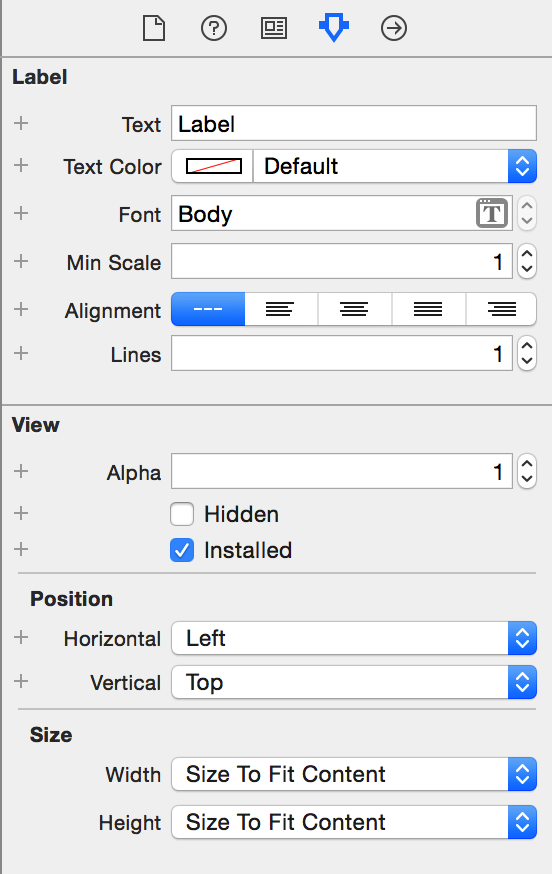 Label
Text Label
Text Color Default
Font Body T
Min Scale 1
Alignment
Lines 1
View
Alpha 1
Hidden
Installed
Position
Horizontal Left
Vertical Top
Size
Width Size To Fit Content
Height Size To Fit Content